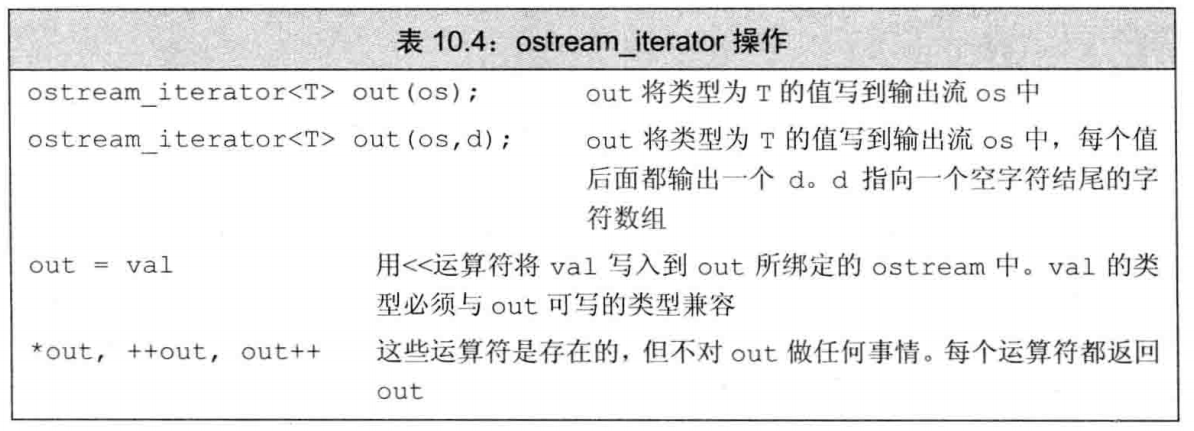 表 10.4：ostream_iterator 操作
ostream_iterator<T> out(os); out 将类型为 T 的值写到输出流 os 中
ostream_iterator<T> out(os,d); out 将类型为 T 的值写到输出流 os 中，每个值
后面都输出一个 d。d 指向一个空字符结尾的字
符数组
out = val 用<<运算符将 val 写入到 out 所绑定的 ostream 中。val 的类
型必须与 out 可写的类型兼容
*out, ++out, out++ 这些运算符是存在的，但不对 out 做任何事情。每个运算符都返回
out